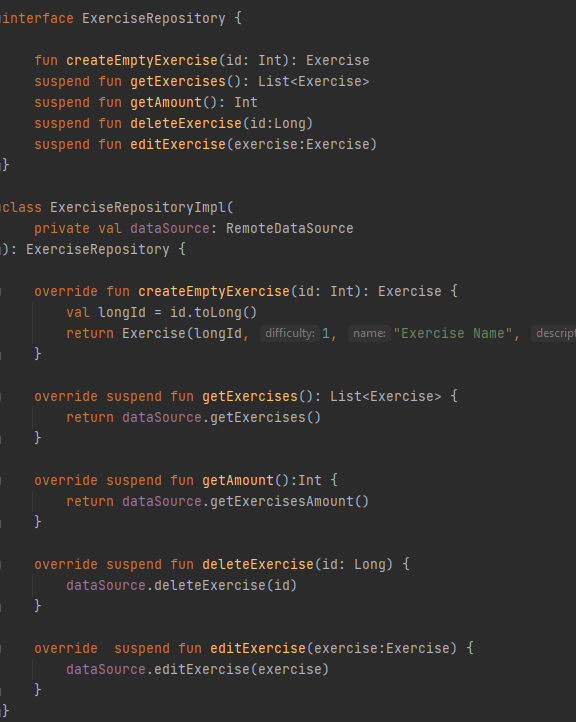 interface ExerciseRepository {
fun createEmptyExercise(id: Int): Exercise
suspend fun getExercises(): List<Exercise>
suspend fun getAmount(): Int
suspend fun deleteExercise(id:Long)
suspend fun editExercise(exercise:Exercise)
}
class ExerciseRepositoryImpl(
private val dataSource: RemoteDataSource
): ExerciseRepository {
override fun createEmptyExercise(id: Int): Exercise {
val longId = id.toLong()
return Exercise(longId, difficulty: 1, name: "Exercise Name",
}
override suspend fun getExercises(): List<Exercise> {
return dataSource.getExercises()
}
override suspend fun getAmount():Int {
return dataSource.getExercisesAmount()
}
override suspend fun deleteExercise(id: Long) {
dataSource.deleteExercise(id)
}
override  suspend fun editExercise(exercise:Exercise) {
dataSource.editExercise(exercise)
}
}